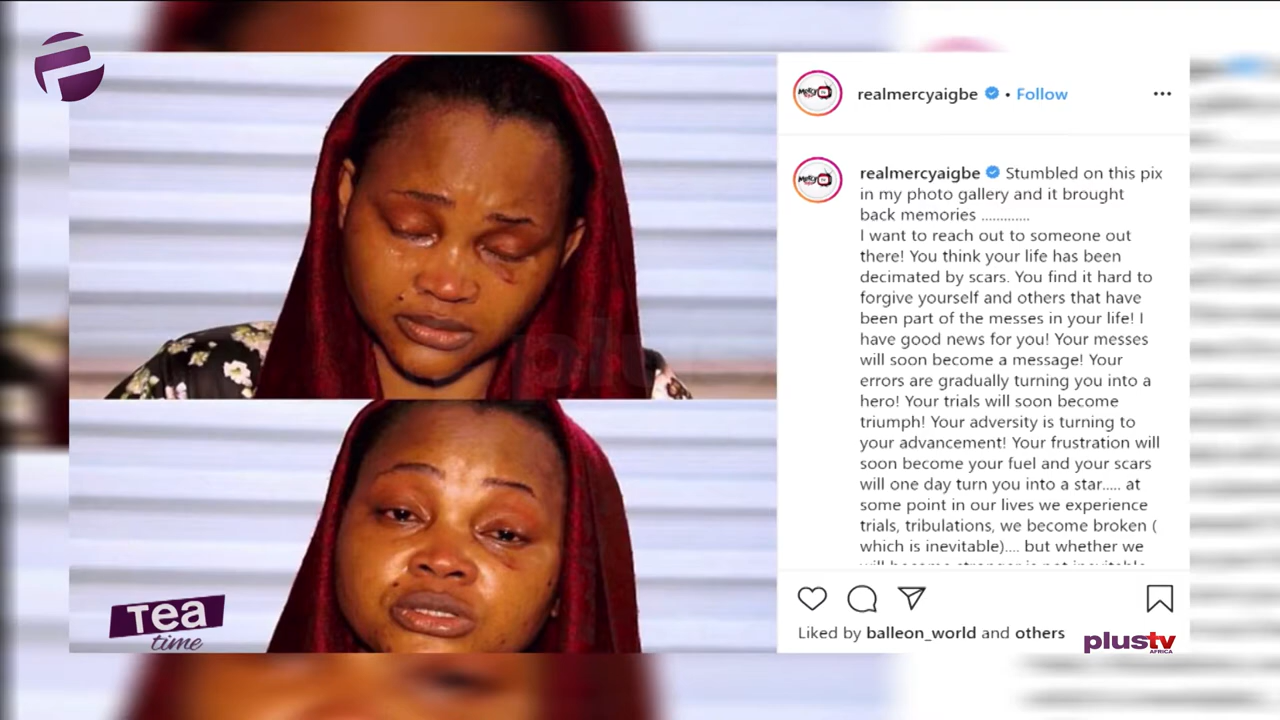 realmercyaigbe • Follow
realmercyaigbe Stumbled on this pix
in my photo gallery and it brought
back memories .............
I want to reach out to someone out
there! You think your life has been
decimated by scars. You find it hard to
forgive yourself and others that have
been part of the messes in your life! I
have good news for you! Your messes
will soon become a message! Your
errors are gradually turning you into a
hero! Your trials will soon become
triumph! Your adversity is turning to
your advancement! Your frustration will
soon become your fuel and your scars
will one day turn you into a star..... at
some point in our lives we experience
trials, tribulations, we become broken (
which is inevitable).... but whether we
Liked by balleon_world and others
Tea
time
plustv
AFRICA
plus